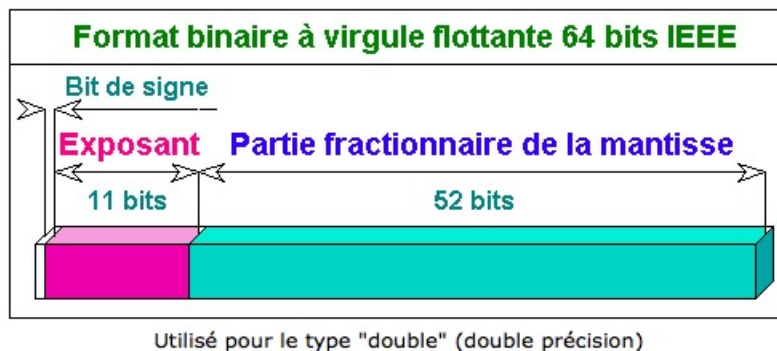 Format binaire à virgule flottante 64 bits IEEE
Bit de signe
Exposant Partie fractionnaire de la mantisse
11 bits 52 bits
Utilisé pour le type "double" (double précision)